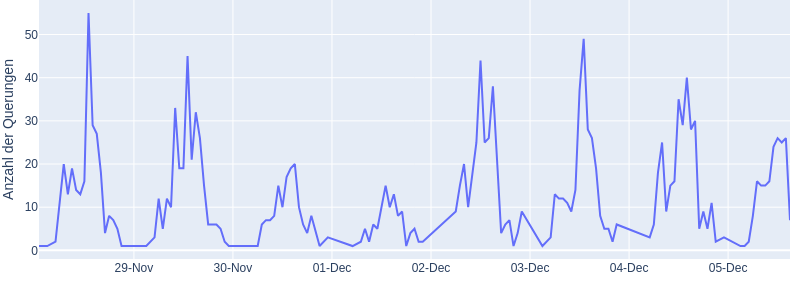 Anzahl der Querungen
50
40
30
20
10
0
29-Nov
30-Nov
01-Dec
02-Dec
03-Dec
04-Dec
05-Dec